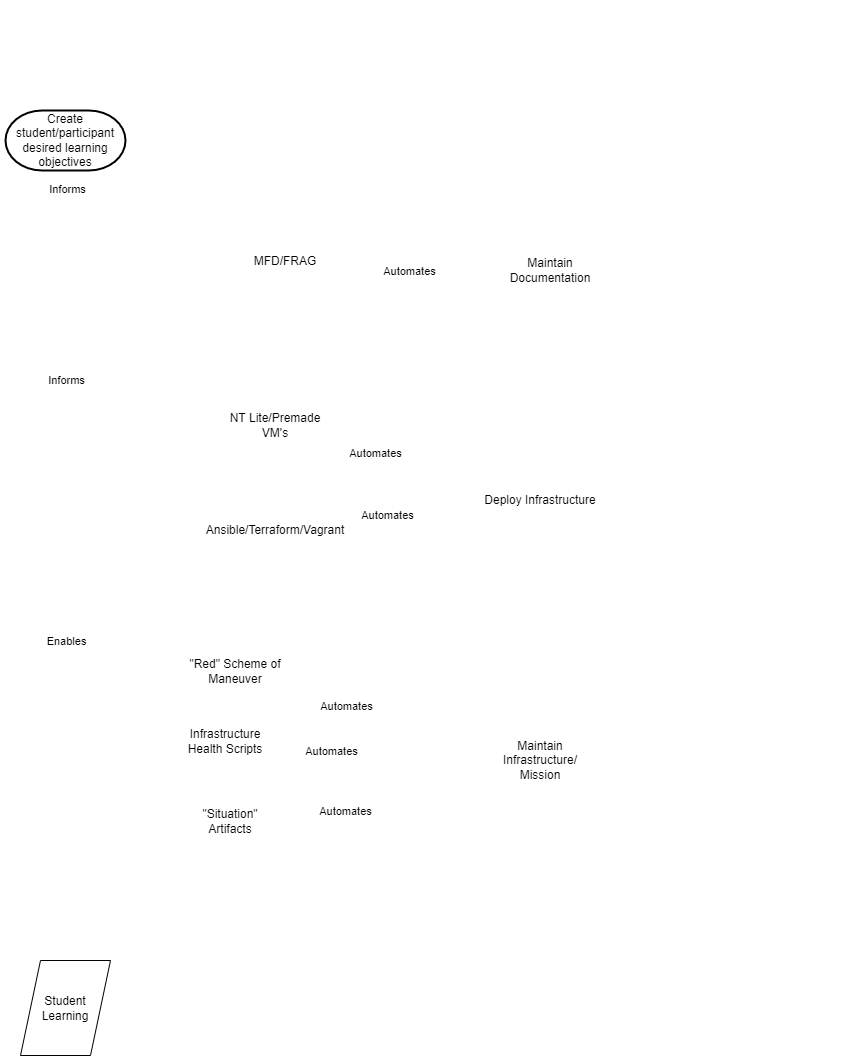 Create
student/participant
desired learning
objectives
Informs
MFD/FRAG
Automates
Maintain
Documentation
Informs
NT Lite/Premade
VM's
Automates
Deploy Infrastructure
Automates
Ansible/Terraform/Vagrant
Enables
"Red" Scheme of
Maneuver
Automates
Infrastructure
Health Scripts
Automates
Maintain
Infrastructure/
Mission
"Situation"
Artifacts
Automates
Student
Learning